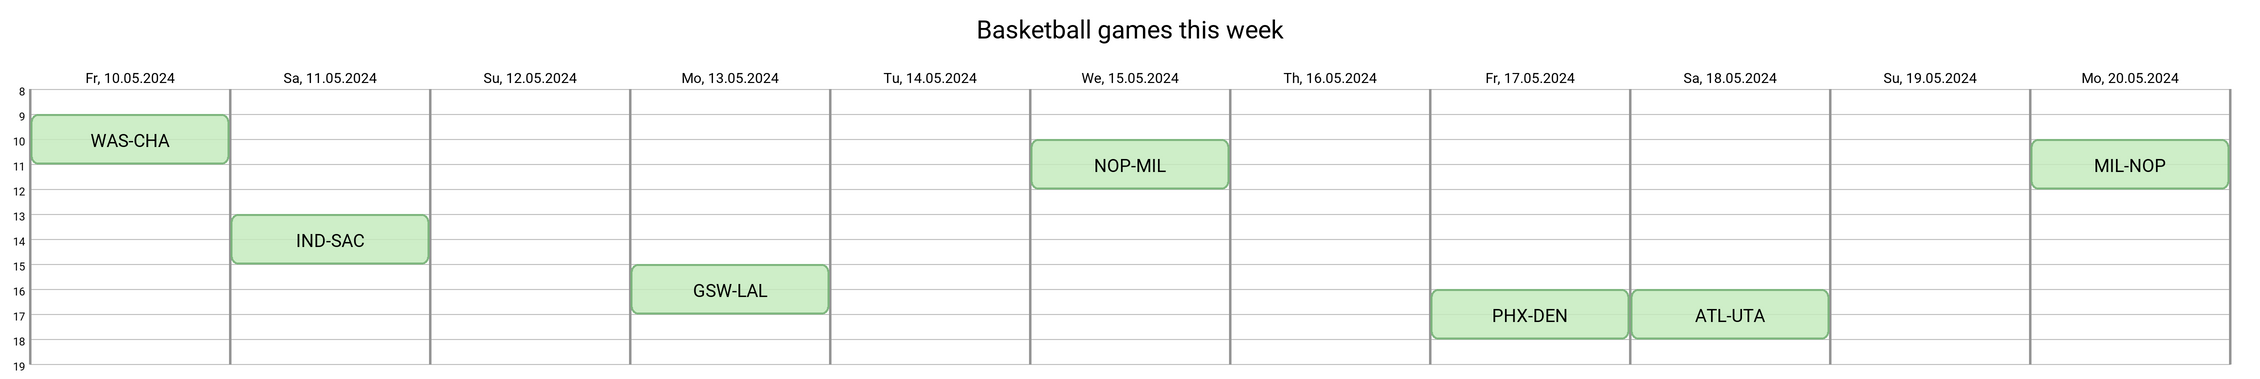 Basketball games this week
Fr, 10.05.2024 Sa, 11.05.2024 Su, 12.05.2024 Mo, 13.05.2024 Tu, 14.05.2024 We, 15.05.2024 Th, 16.05.2024 Fr, 17.05.2024 Sa, 18.05.2024 Su, 19.05.2024 Mo, 20.05.2024
8
9
10 WAS-CHA
11 NOP-MIL MIL-NOP
12
13
14 IND-SAC
15
16 GSW-LAL
17 PHX-DEN ATL-UTA
18
19